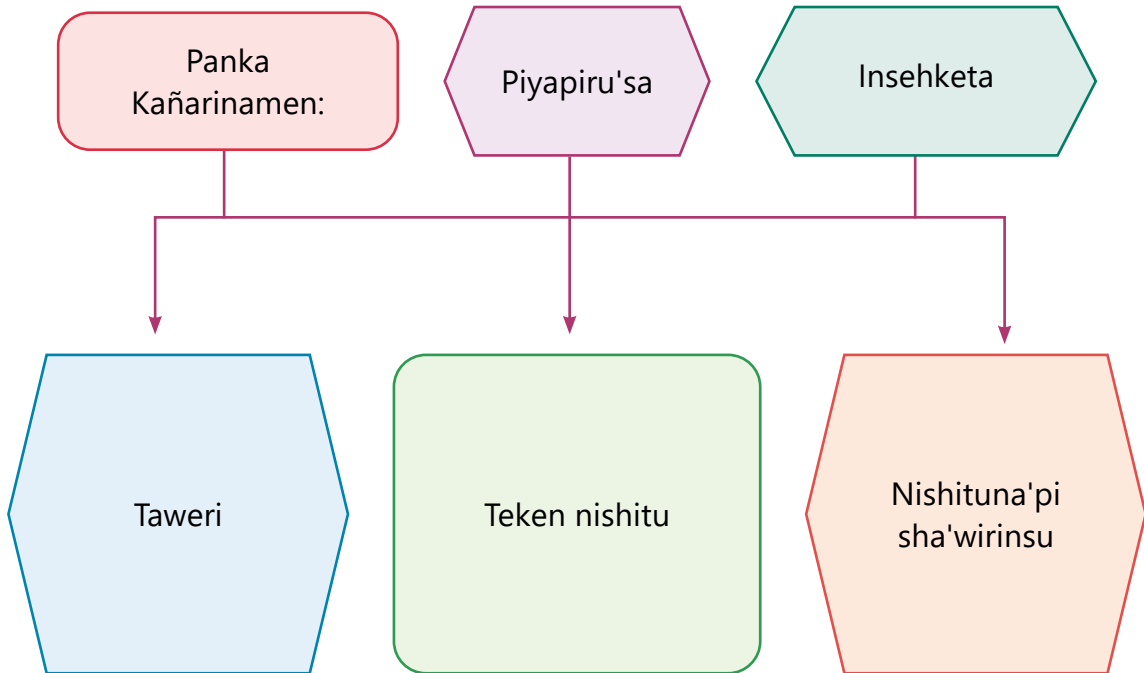 Panka
Kañarinamen:
Piyapiru'sa
Insehketa
Taweri
Teken nishitu
Nishituna'pi
sha'wirinsu